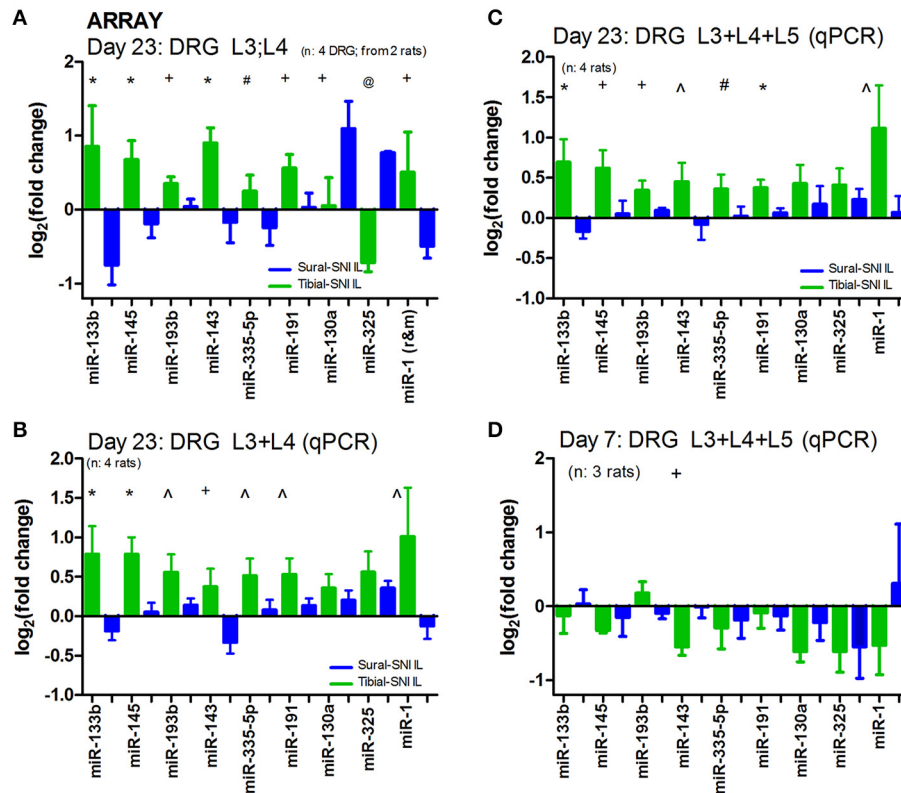 A
ARRAY
Day 23: DRG L3;L4 (n: 4 DRG; from 2 rats)
* * + * # + + @ +
log2(fold change)
2
1
0
-1
Sural-SNI IL
Tibial-SNI IL
miR-133b
miR-145
miR-193b
miR-143
miR-335-5p
miR-191
miR-130a
miR-325
miR-1 (r&m)
B
Day 23: DRG L3+L4 (qPCR)
(n: 4 rats)
* * ^ + ^ ^ ^
log2(fold change)
2.0
1.5
1.0
0.5
0.0
-0.5
-1.0
Sural-SNI IL
Tibial-SNI IL
miR-133b
miR-145
miR-193b
miR-143
miR-335-5p
miR-191
miR-130a
miR-325
miR-1
C
Day 23: DRG L3+L4+L5 (qPCR)
(n: 4 rats)
* + + ^ # * ^
log2(fold change)
2.0
1.5
1.0
0.5
0.0
-0.5
-1.0
Sural-SNI IL
Tibial-SNI IL
miR-133b
miR-145
miR-193b
miR-143
miR-335-5p
miR-191
miR-130a
miR-325
miR-1
D
Day 7: DRG L3+L4+L5 (qPCR)
(n: 3 rats) +
log2(fold change)
2.0
1
0
-1
miR-133b
miR-145
miR-193b
miR-143
miR-335-5p
miR-191
miR-130a
miR-325
miR-1